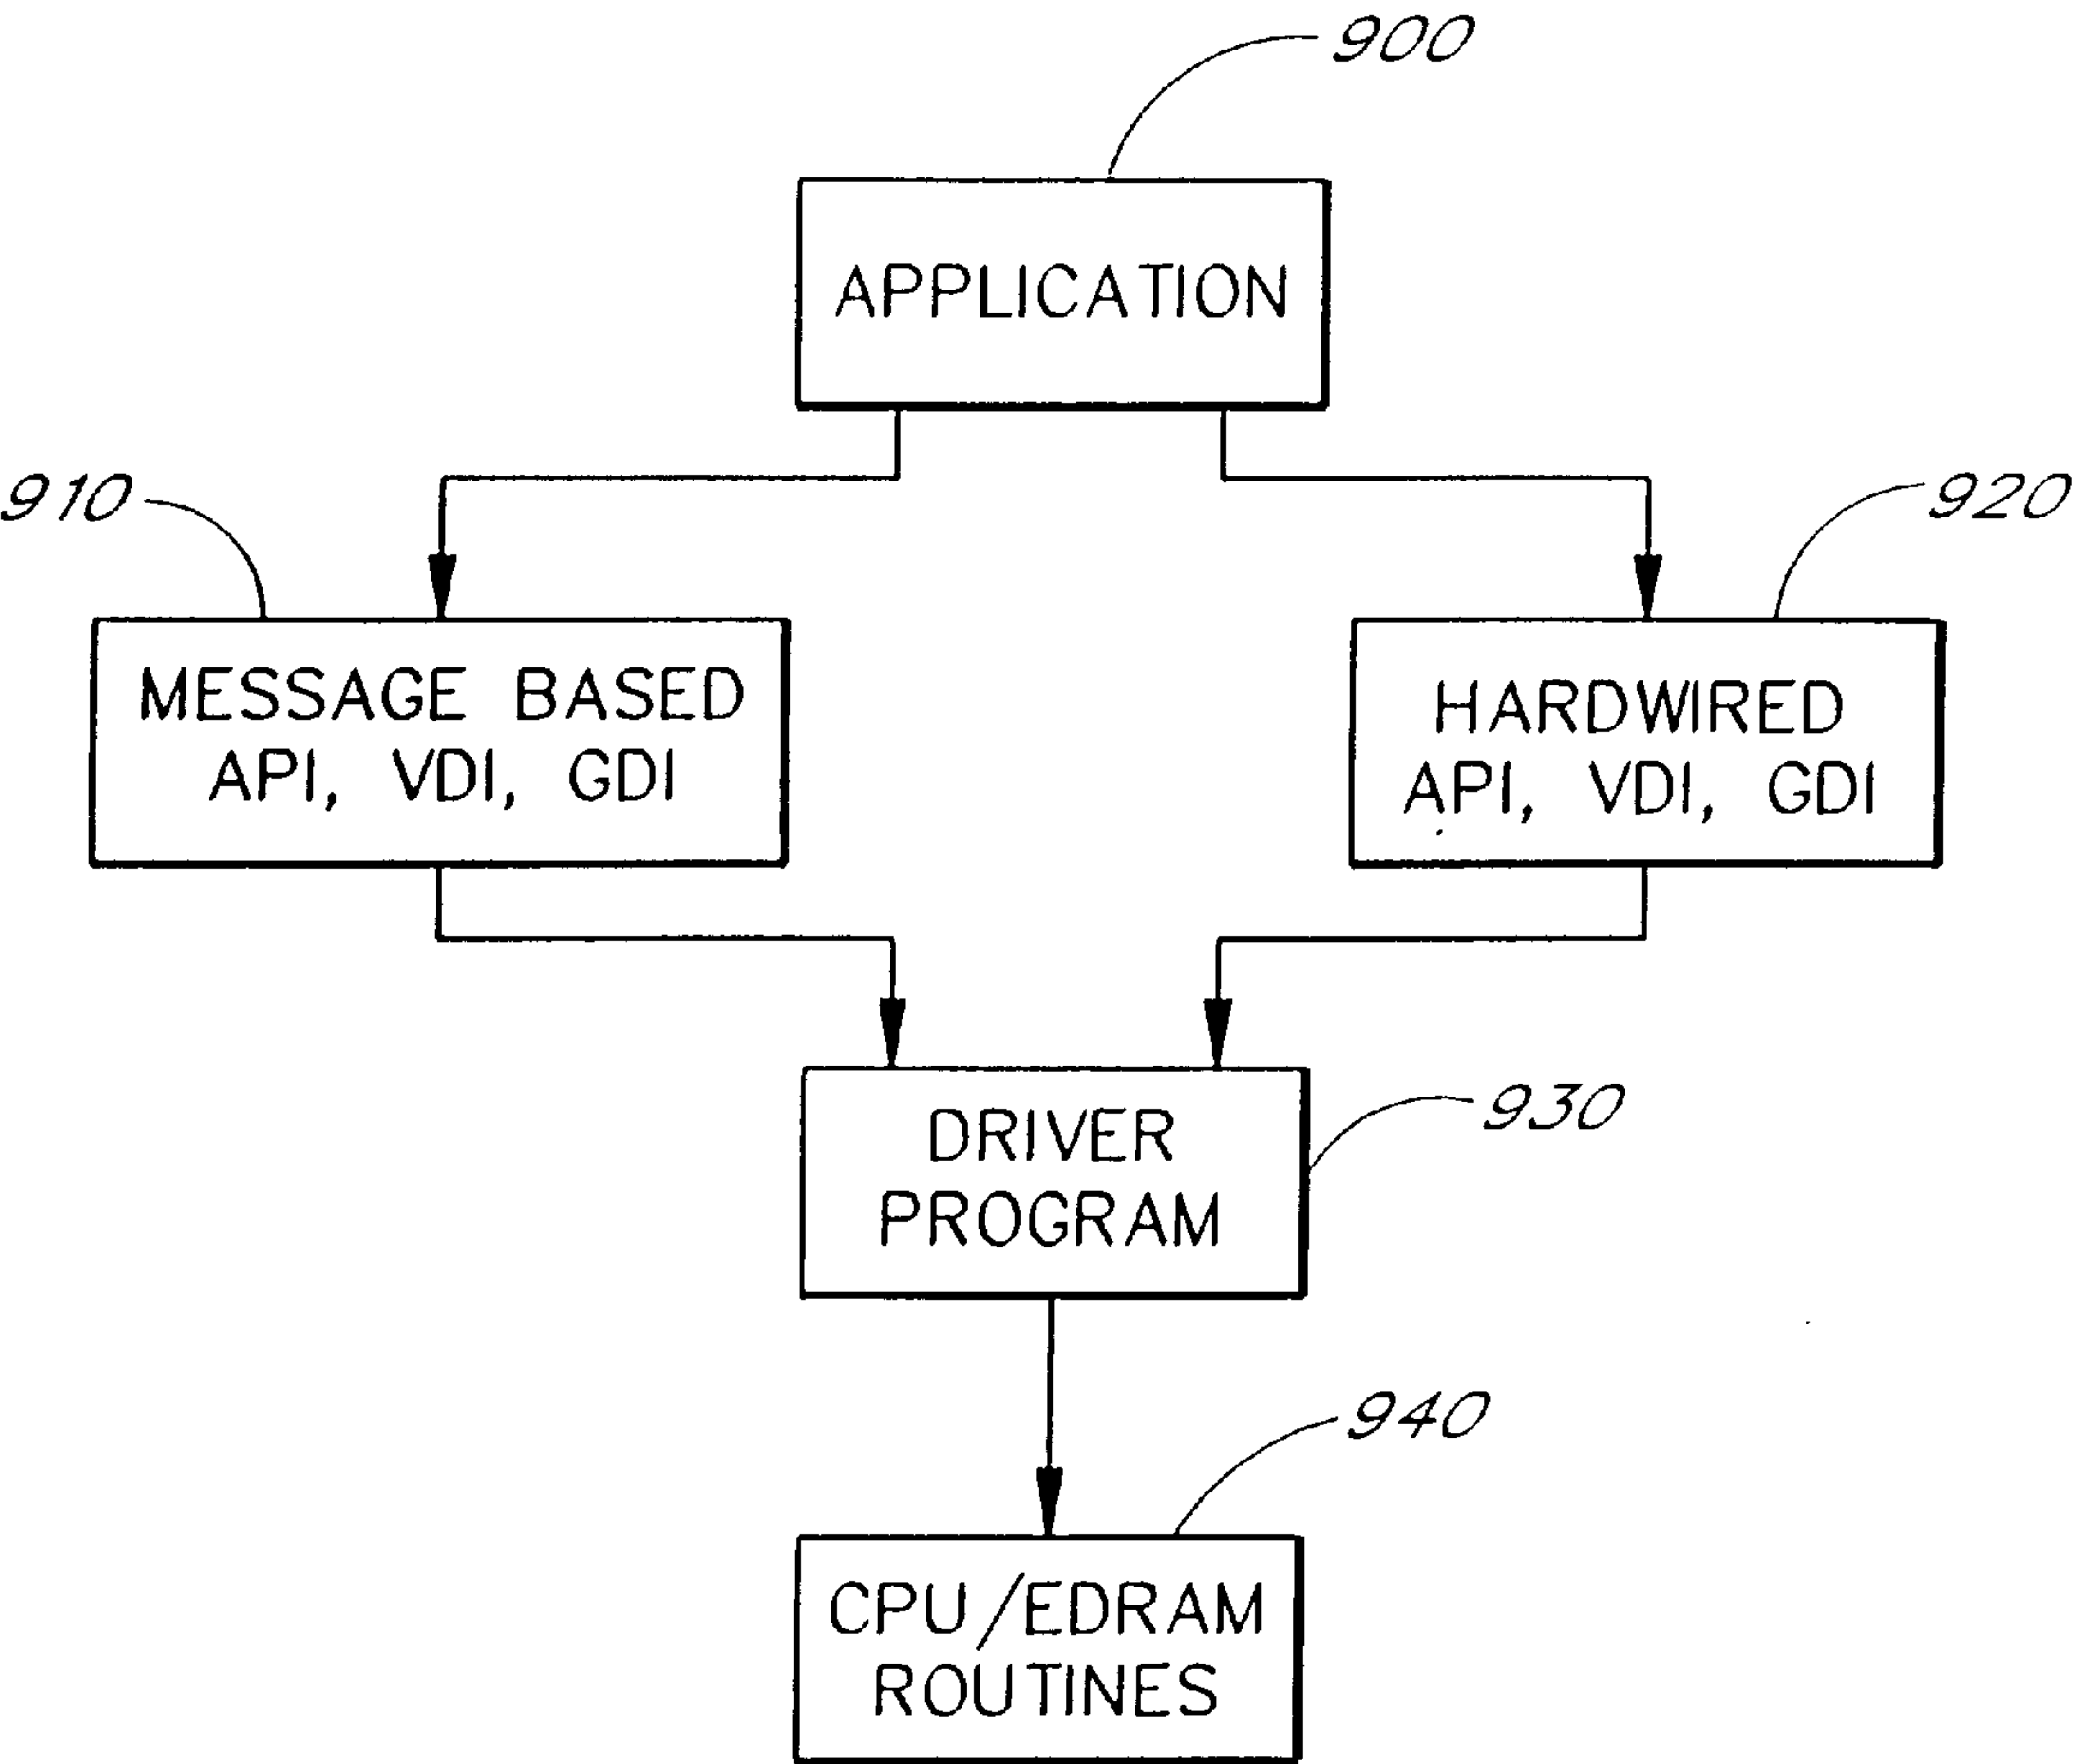 900
APPLICATION
910
920
MESSAGE BASED
API, VDI, GDI
HARDWIRED
API, VDI, GDI
DRIVER
PROGRAM
930
940
CPU/EDRAM
ROUTINES